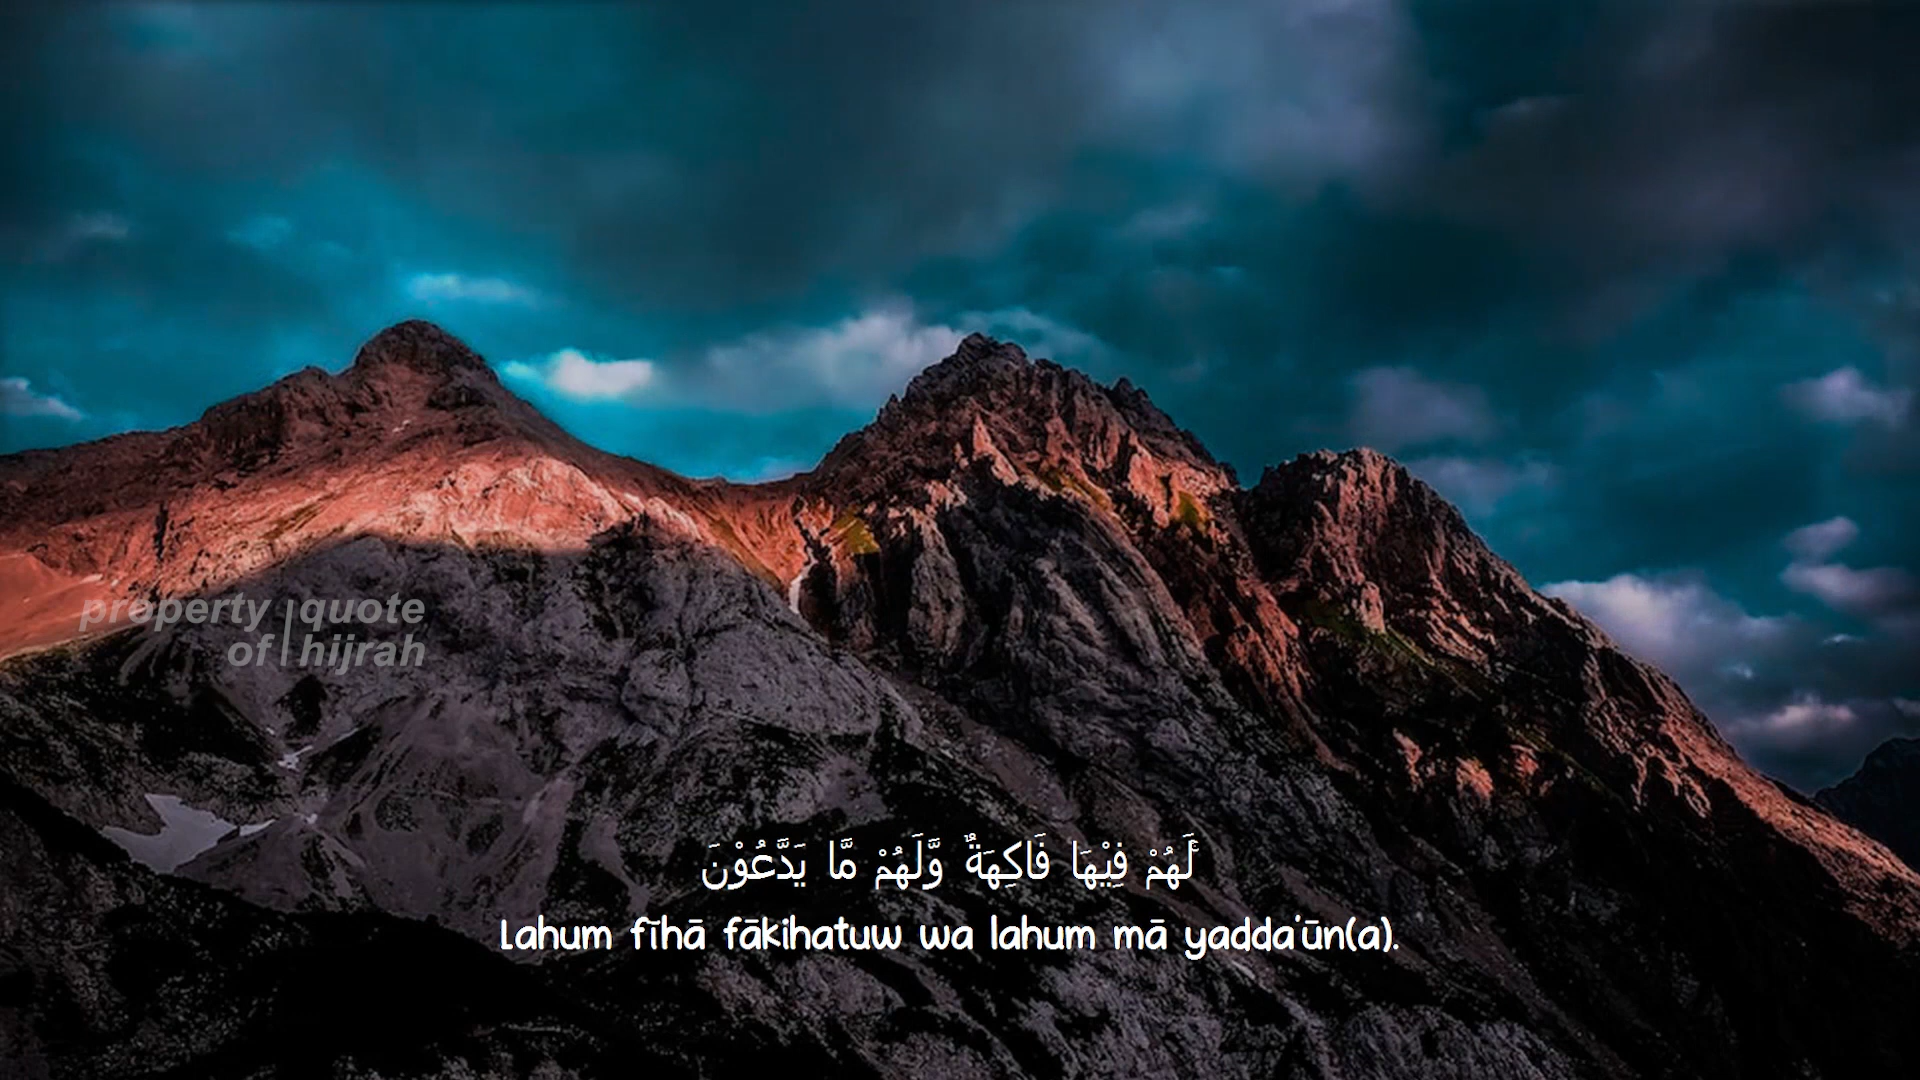 property | quote
of | hijrah
لَهُمْ فِيْهَا فَاكِهَةٌ وَّلَهُمْ مَّا يَدَّعُوْنَ ۚ
Lahum fīhā fākihatuw wa lahum mā yadda‘ūn(a).